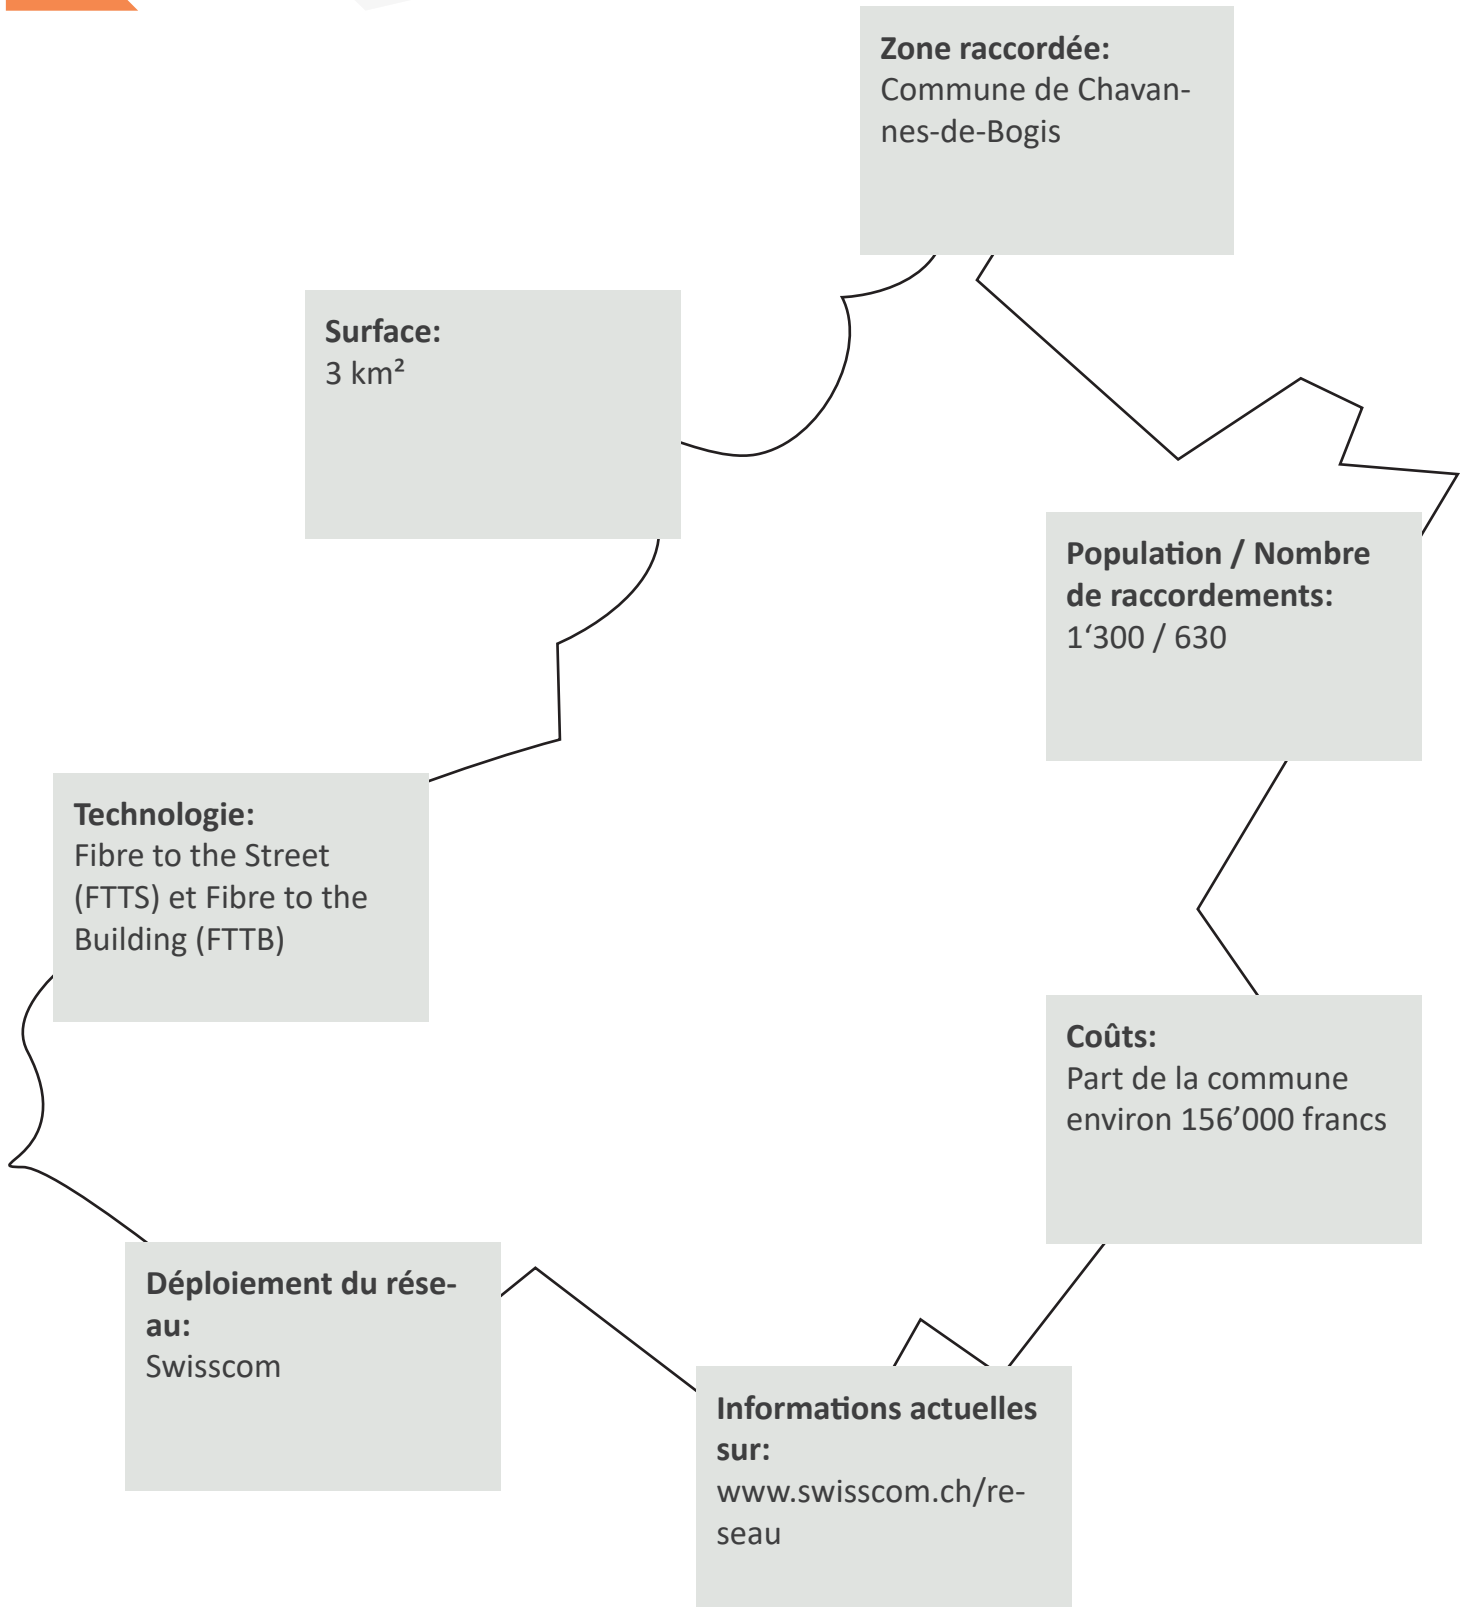 Zone raccordée:
Commune de Chavan-
nes-de-Bogis
Surface:
3 km²
Population / Nombre
de raccordements:
1‘300 / 630
Technologie:
Fibre to the Street
(FTTS) et Fibre to the
Building (FTTB)
Coûts:
Part de la commune
environ 156’000 francs
Déploiement du rése-
au:
Swisscom
Informations actuelles
sur:
www.swisscom.ch/re-
seau